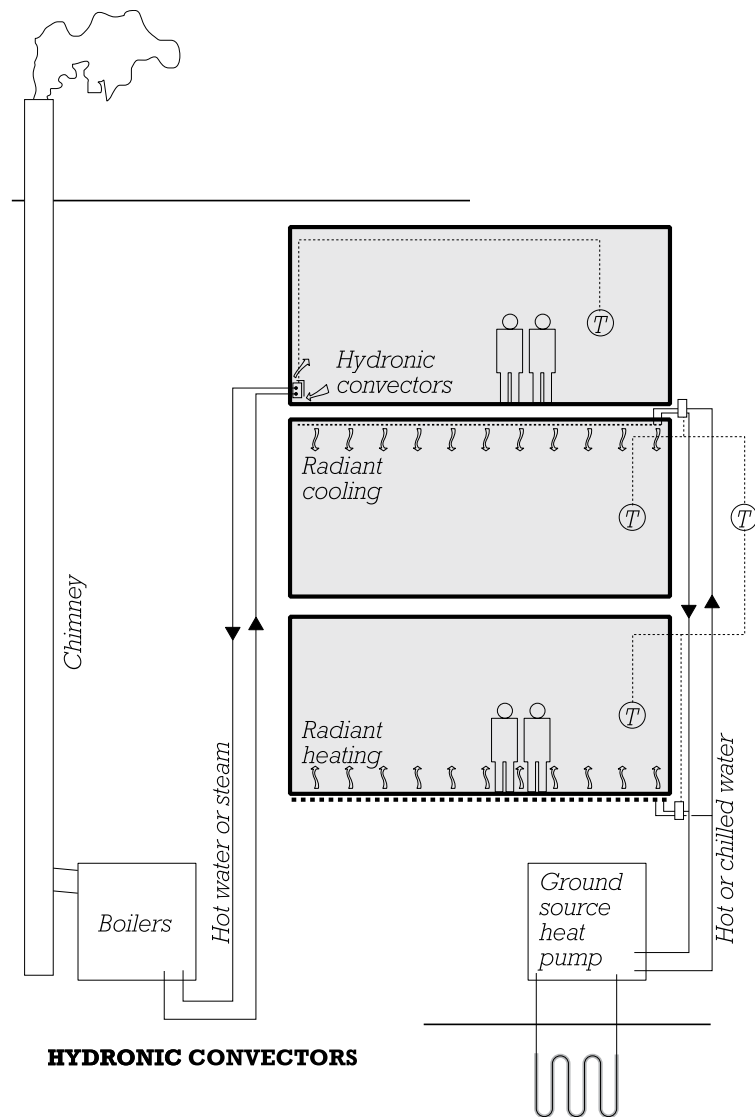 T
Hydronic
convectors
Radiant
cooling
T
T
Chimney
Radiant
heating
T
Hot water or steam
Hot or chilled water
Boilers
Ground
source
heat
pump
HYDRONIC CONVECTORS